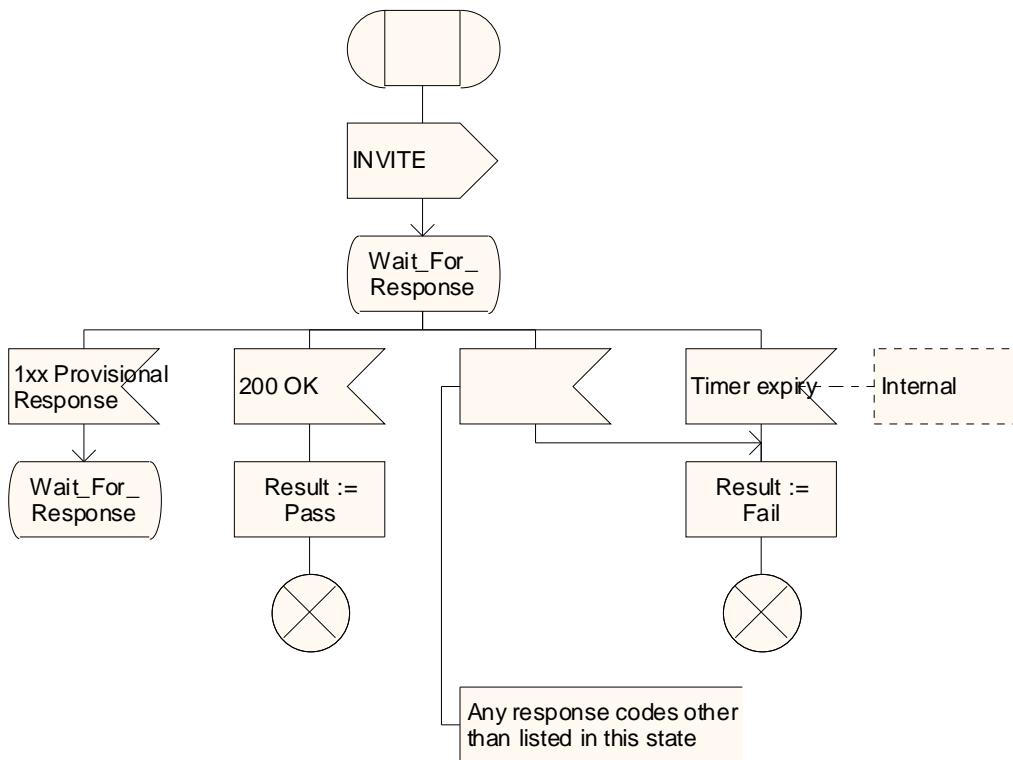 INVITE
Wait_For_
Response
1xx Provisional
Response
200 OK
Timer expiry
Internal
Wait_For_
Response
Result :=
Pass
Result :=
Fail
Any response codes other
than listed in this state